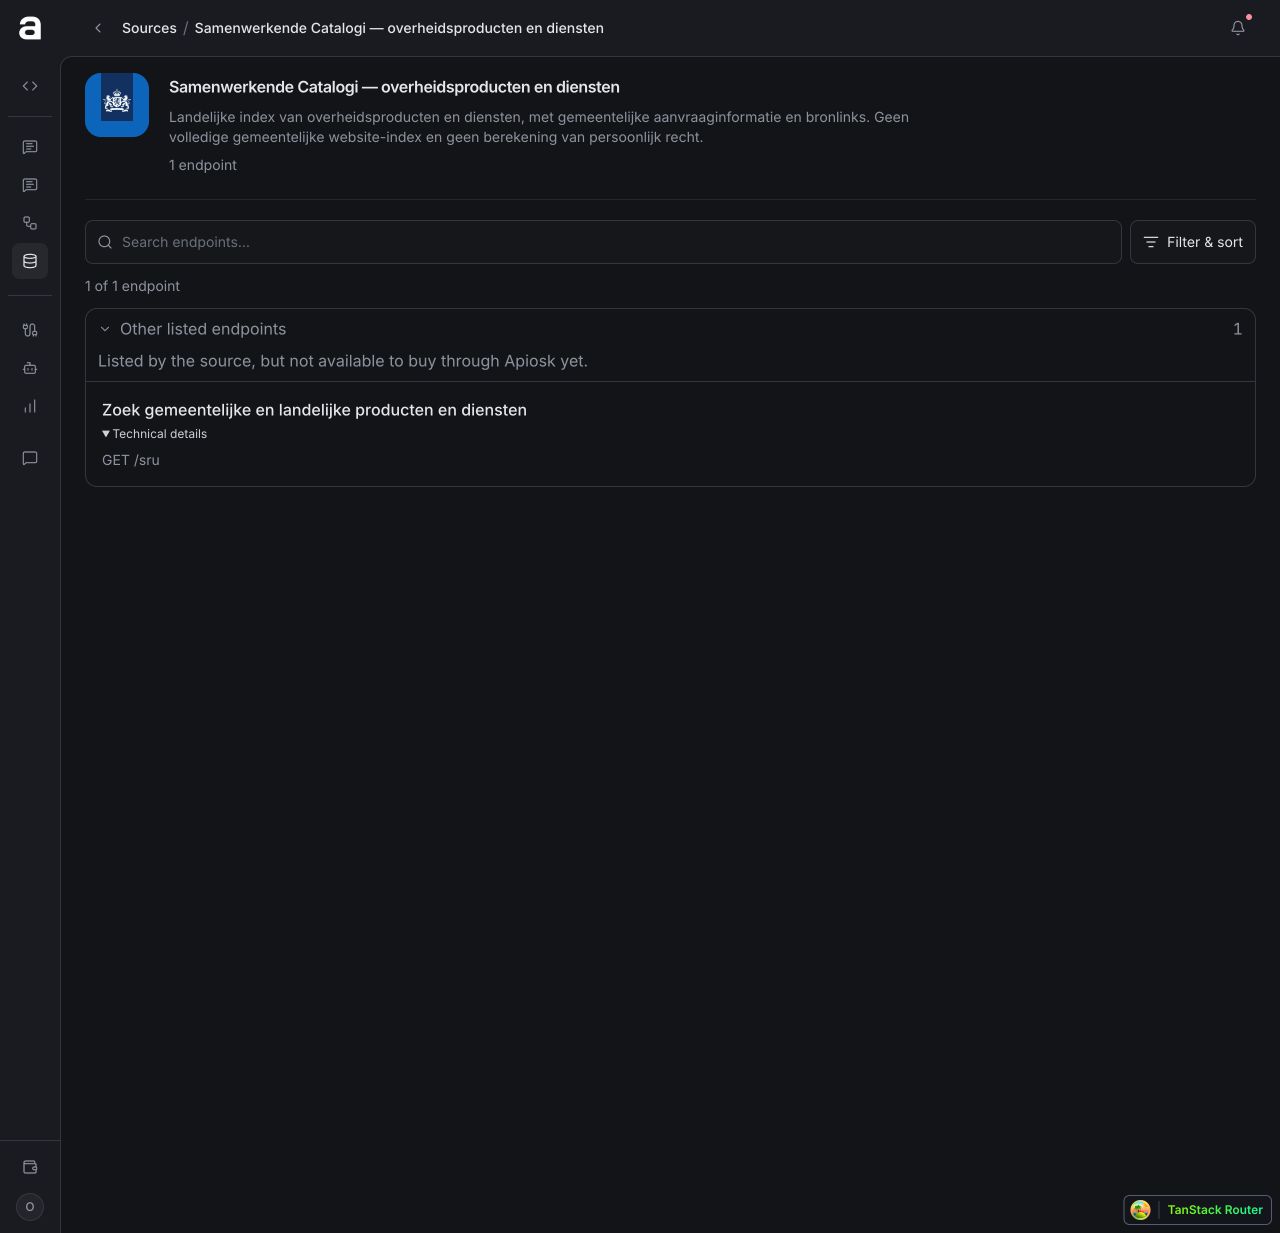 a
Sources / Samenwerkende Catalogi — overheidsproducten en diensten
Samenwerkende Catalogi — overheidsproducten en diensten
Landelijke index van overheidsproducten en diensten, met gemeentelijke aanvraaginformatie en bronlinks. Geen
volledige gemeentelijke website-index en geen berekening van persoonlijk recht.
1 endpoint
Search endpoints...
Filter & sort
1 of 1 endpoint
Other listed endpoints
1
Listed by the source, but not available to buy through Apiosk yet.
Zoek gemeentelijke en landelijke producten en diensten
Technical details
GET /sru
O
TanStack Router